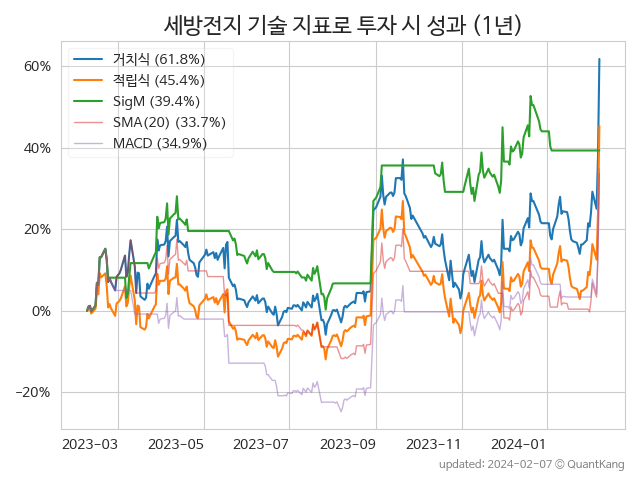 세방전지 기술 지표로 투자 시 성과 (1년)
거치식 (61.8%)
적립식 (45.4%)
SigM (39.4%)
SMA(20) (33.7%)
MACD (34.9%)
60%
40%
20%
0%
−20%
2023-03
2023-05
2023-07
2023-09
2023-11
2024-01
updated: 2024-02-07 © QuantKang